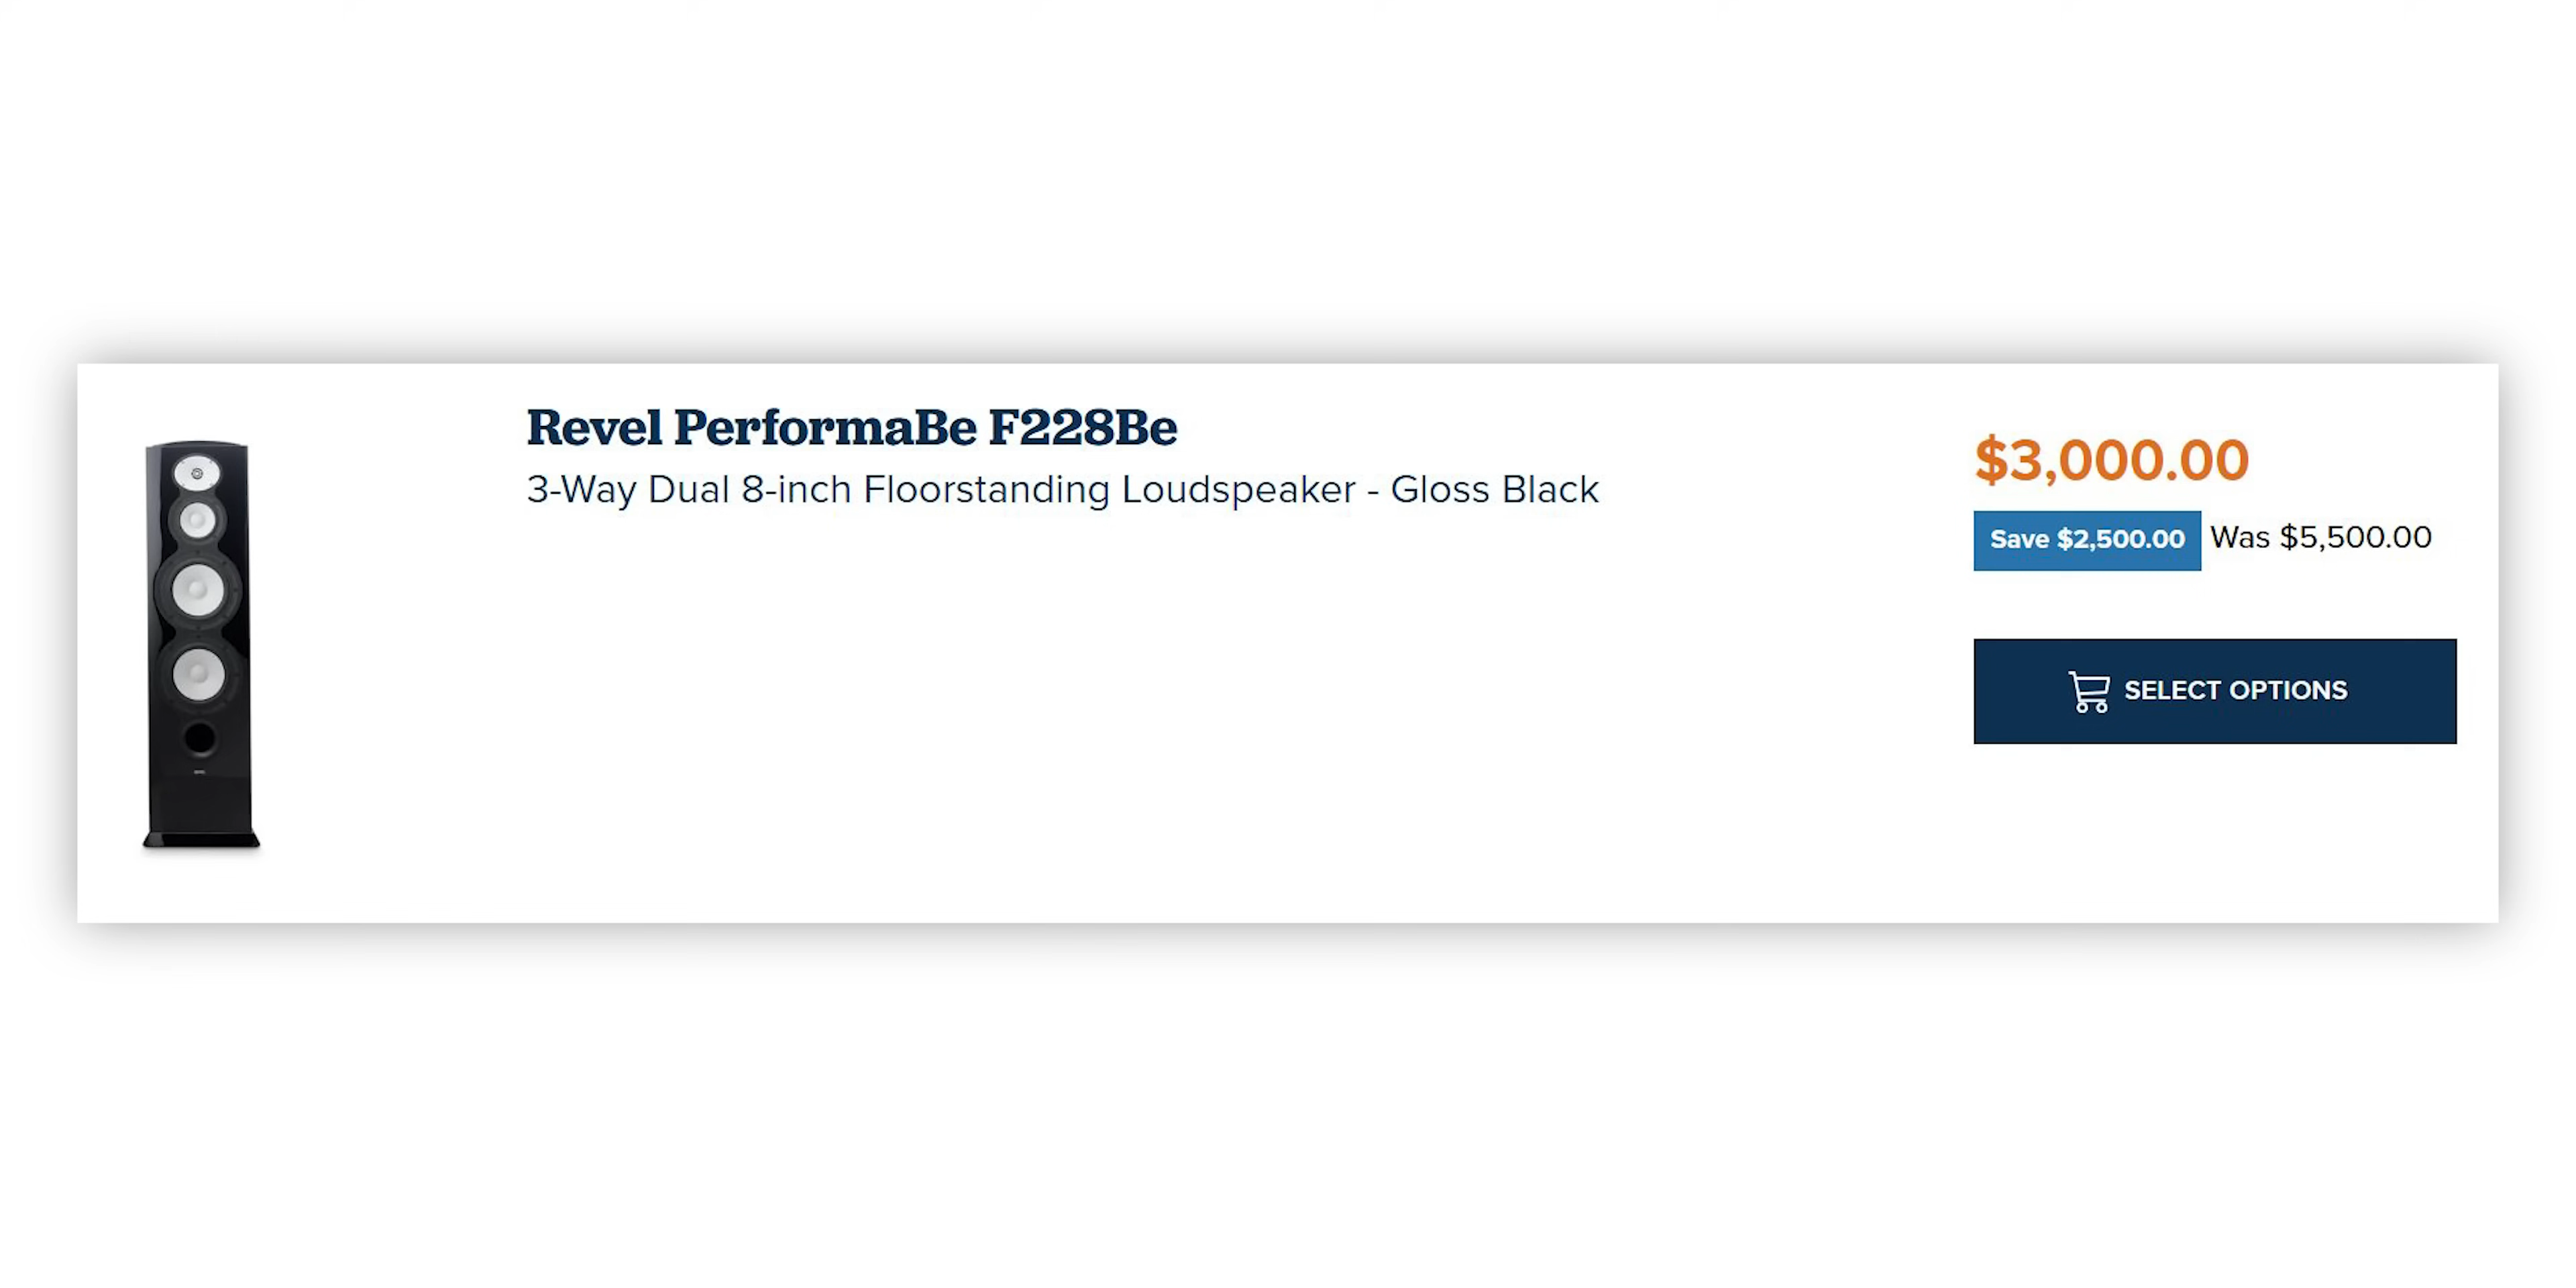 Revel PerformaBe F228Be
3-Way Dual 8-inch Floorstanding Loudspeaker - Gloss Black
$3,000.00
Save $2,500.00 Was $5,500.00
SELECT OPTIONS